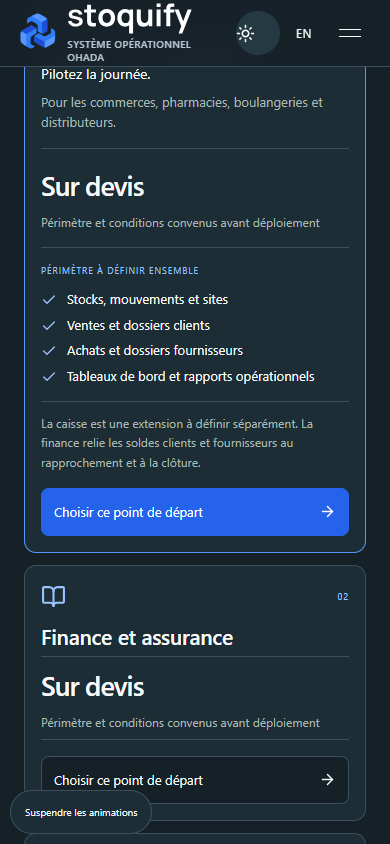 stoquify
SYSTÈME OPÉRATIONNEL
OHADA
EN
Pilotez la journée.
Pour les commerces, pharmacies, boulangeries et
distributeurs.
Sur devis
Périmètre et conditions convenus avant déploiement
PÉRIMÈTRE À DÉFINIR ENSEMBLE
Stocks, mouvements et sites
Ventes et dossiers clients
Achats et dossiers fournisseurs
Tableaux de bord et rapports opérationnels
La caisse est une extension à définir séparément. La
finance relie les soldes clients et fournisseurs au
rapprochement et à la clôture.
Choisir ce point de départ
02
Finance et assurance
Sur devis
Périmètre et conditions convenus avant déploiement
Choisir ce point de départ
Suspendre les animations